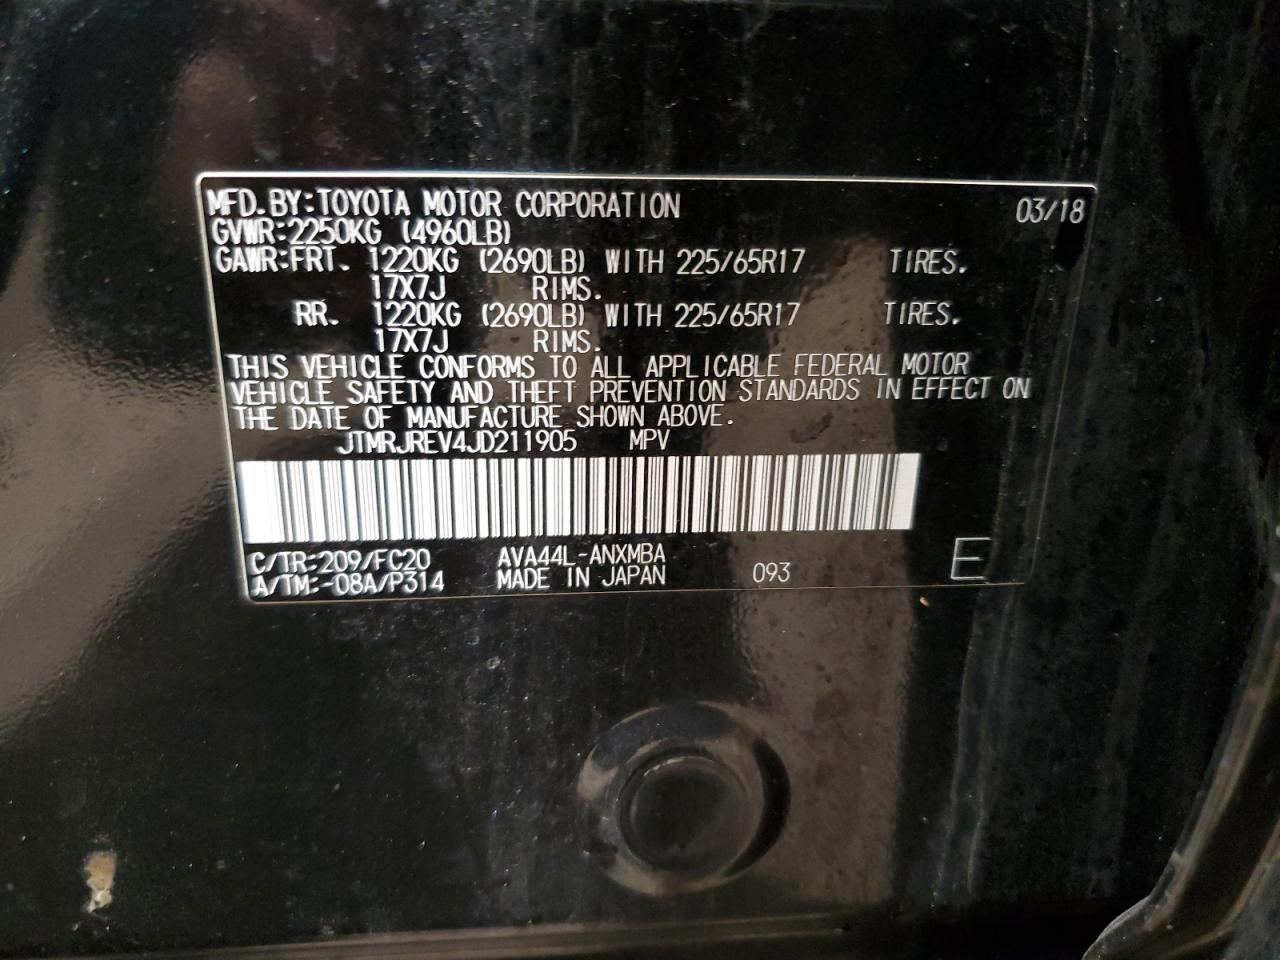 MFD. BY: TOYOTA MOTOR CORPORATION 03/18
GVWR: 2250KG (4960LB)
GAWR: FRT. 1220KG (2690LB) WITH 225/65R17 TIRES.
17X7J RIMS.
RR. 1220KG (2690LB) WITH 225/65R17 TIRES.
17X7J RIMS.
THIS VEHICLE CONFORMS TO ALL APPLICABLE FEDERAL MOTOR
VEHICLE SAFETY AND THEFT PREVENTION STANDARDS IN EFFECT ON
THE DATE OF MANUFACTURE SHOWN ABOVE.
JTMRJREV4JD211905 MPV
C/TR: 209/FC20 AVA44L-ANXMBA E
A/TM: -08A/P314 MADE IN JAPAN 093